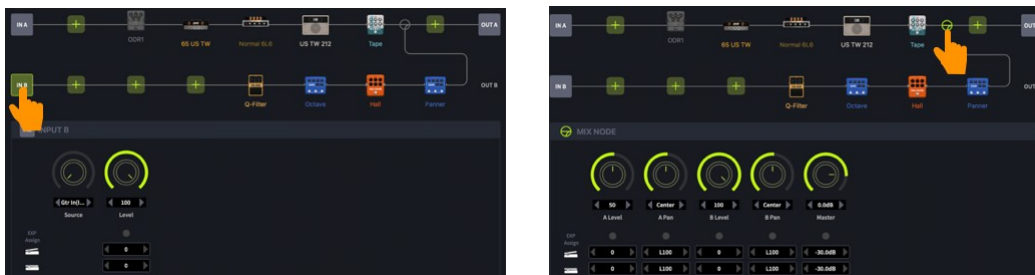 IN A
OUT A
ODR1
65 US TW
Normal 6L6
US TW 212
Tape
IN B
OUT B
Q-Filter
Octave
Hall
Panner
INPUT B
Gtr In(L...
100
Source
Level
EXP
Assign
0
0
IN A
OUT
ODR1
65 US TW
Normal 6L6
US TW 212
Tape
IN B
OUT
Q-Filter
Octave
Hall
Panner
MIX NODE
50
Center
100
Center
0.0dB
A Level
A Pan
B Level
B Pan
Master
EXP
Assign
0
L100
0
L100
-30.0dB
0
L100
0
L100
-30.0dB